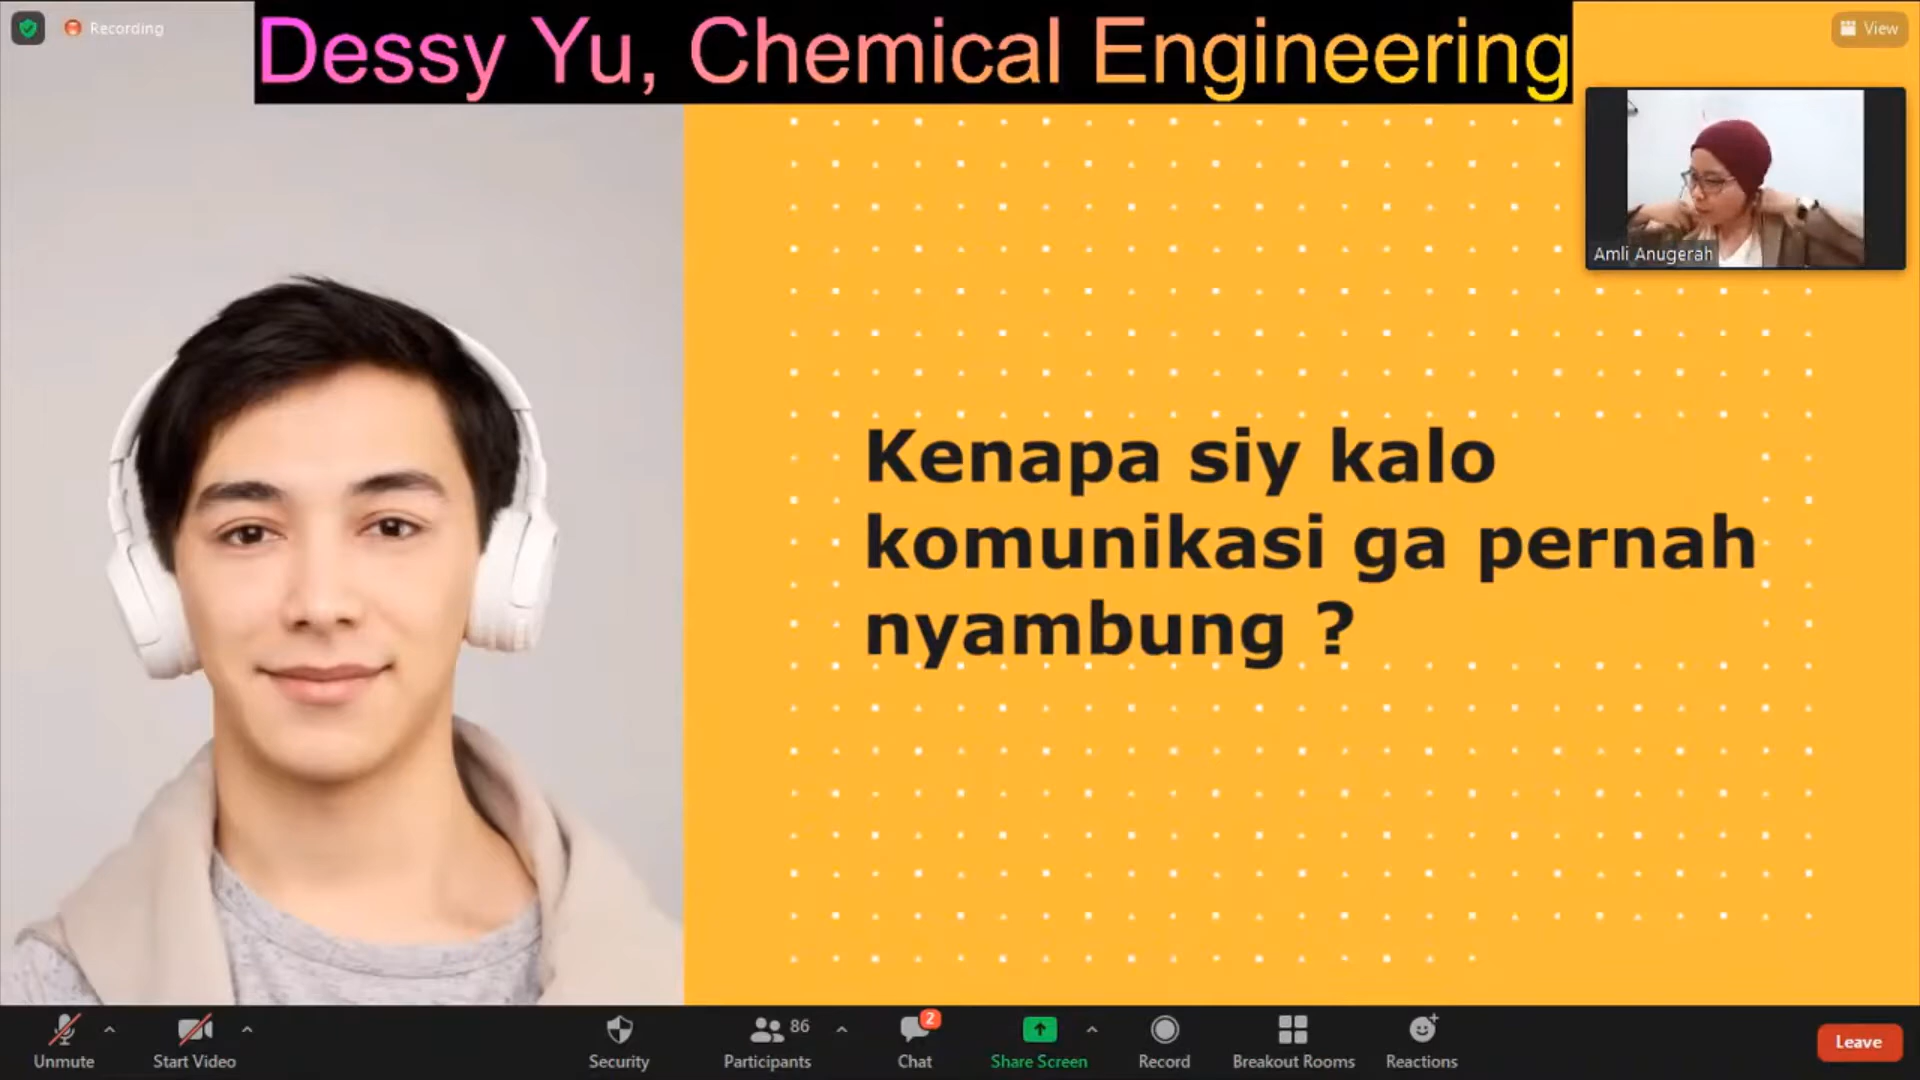 Recording
Dessy Yu, Chemical Engineering
View
Amli Anugerah
Kenapa siy kalo
komunikasi ga pernah
nyambung ?
Unmute
Start Video
Security
86
Participants
2
Chat
Share Screen
Record
Breakout Rooms
Reactions
Leave